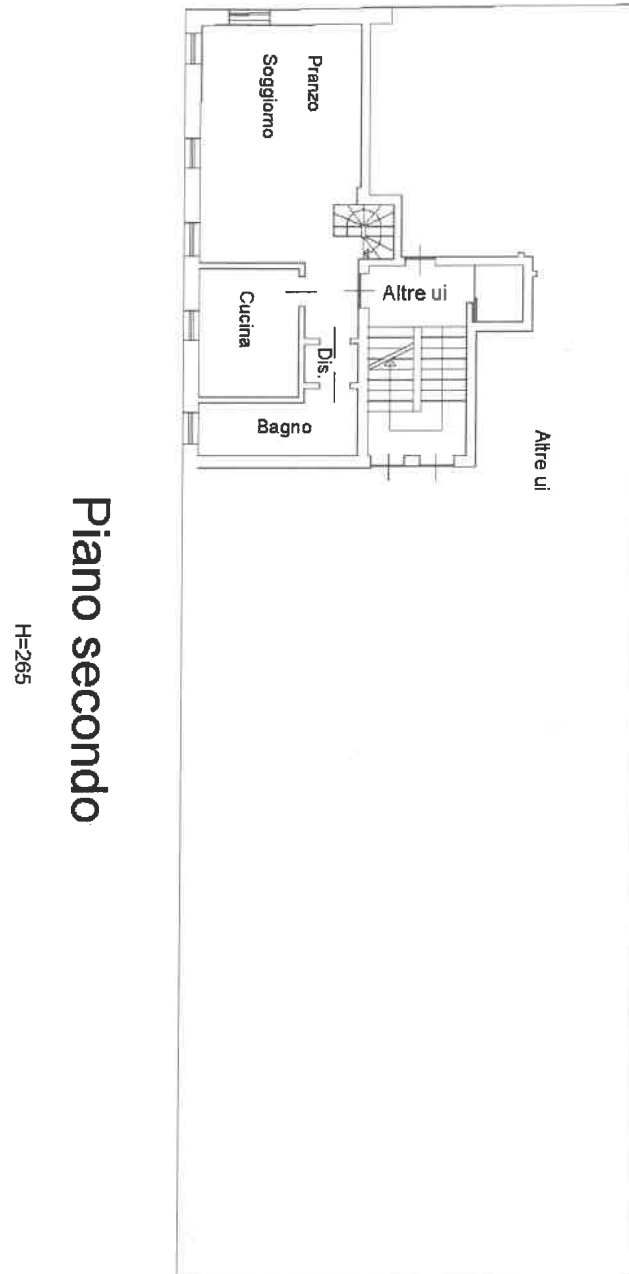 Pranzo
Soggiorno
Altre ui
Cucina
Dis.
Bagno
Altre ui
Piano secondo
H=265